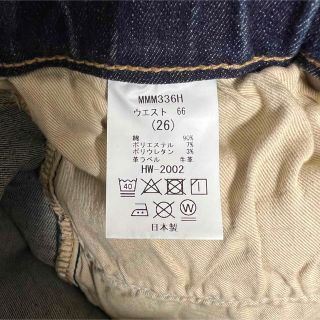 MMM336H
ウエスト 66
(26)
綿 90%
ポリエステル 7%
ポリウレタン 3%
革ラベル 牛革
HW-2002
40
W
日本製